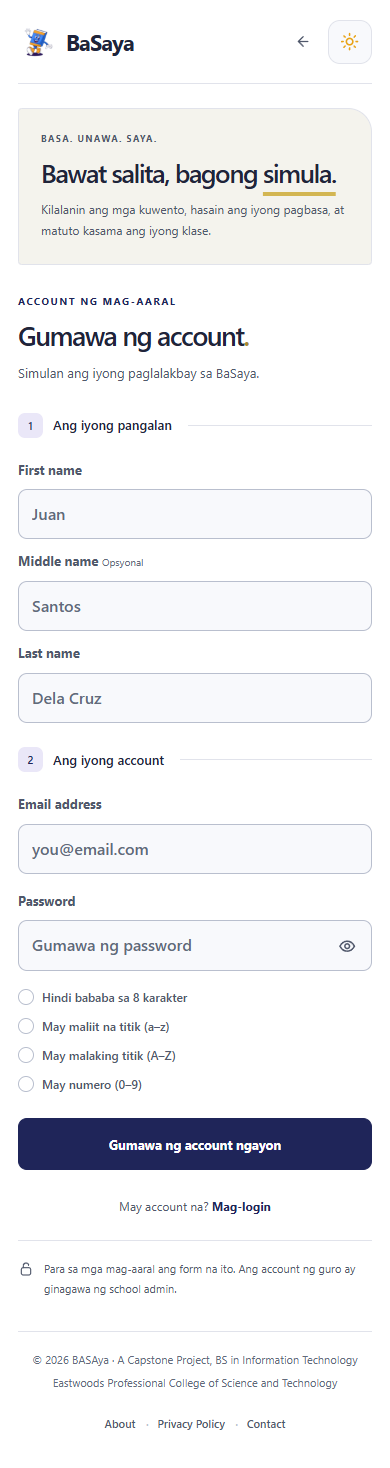 BaSaya
BASA. UNAWA. SAYA.
Bawat salita, bagong simula.
Kilalanin ang mga kuwento, hasain ang iyong pagbasa, at
matuto kasama ang iyong klase.
ACCOUNT NG MAG-AARAL
Gumawa ng account.
Simulan ang iyong paglalakbay sa BaSaya.
1 Ang iyong pangalan
First name
Juan
Middle name Opsyonal
Santos
Last name
Dela Cruz
2 Ang iyong account
Email address
you@email.com
Password
Gumawa ng password
Hindi bababa sa 8 karakter
May maliit na titik (a–z)
May malaking titik (A–Z)
May numero (0–9)
Gumawa ng account ngayon
May account na? Mag-login
Para sa mga mag-aaral ang form na ito. Ang account ng guro ay
ginagawa ng school admin.
© 2026 BASAya · A Capstone Project, BS in Information Technology
Eastwoods Professional College of Science and Technology
About · Privacy Policy · Contact